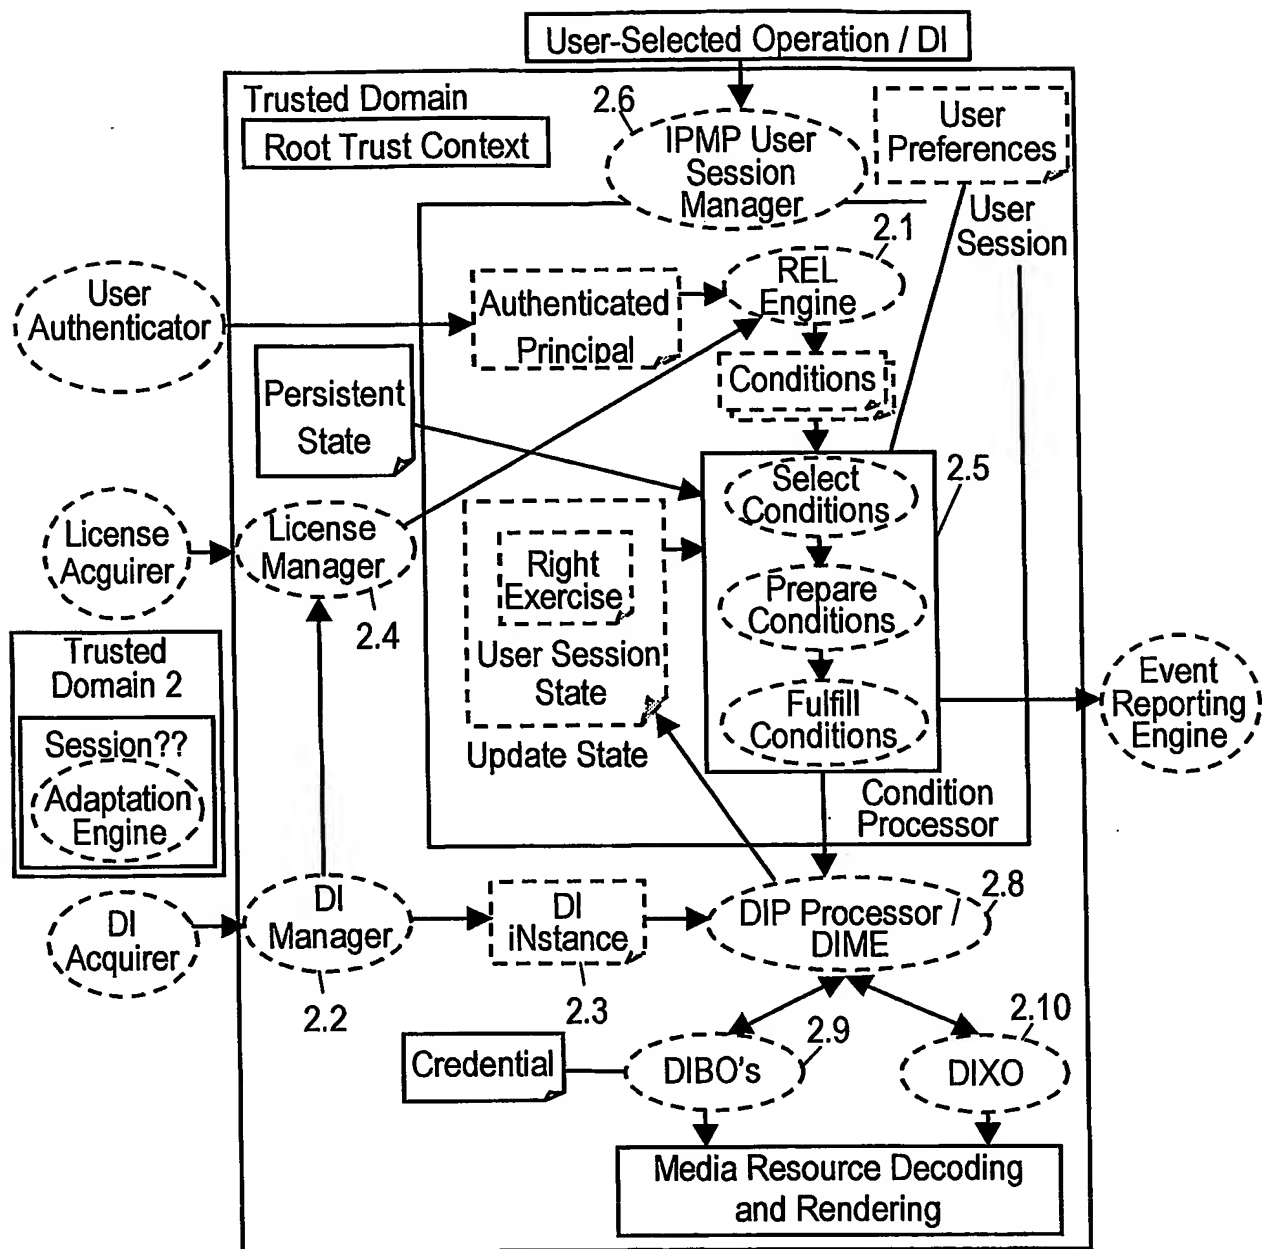 User-Selected Operation / DI
Trusted Domain
Root Trust Context
2.6
IPMP User
Session
Manager
User
Preferences
User
Session
2.1
REL
Engine
User
Authenticator
Authenticated
Principal
Conditions
Persistent
State
2.5
Select
Conditions
License
Acguirer
License
Manager
2.4
Right
Exercise
User Session
State
Update State
Prepare
Conditions
Fulfill
Conditions
Condition
Processor
Event
Reporting
Engine
Trusted
Domain 2
Session??
Adaptation
Engine
DI
Acquirer
DI
Manager
2.2
DI
iNstance
2.3
DIP Processor /
DIME
2.8
Credential
DIBO's
2.9
DIXO
2.10
Media Resource Decoding
and Rendering